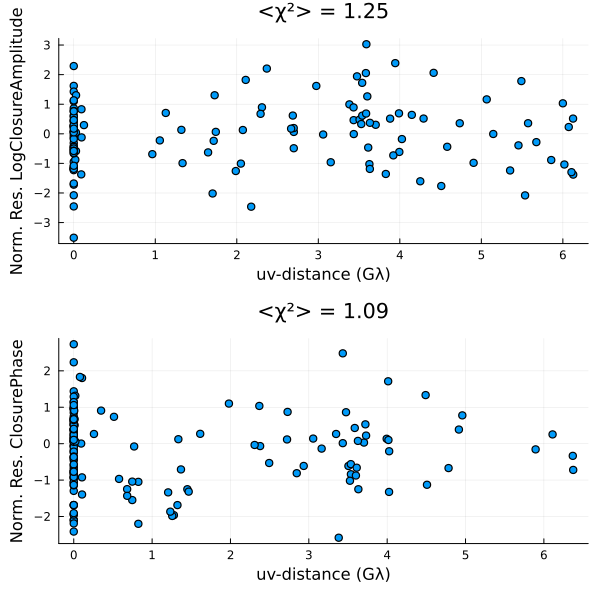 <χ²> = 1.25
Norm. Res. LogClosureAmplitude
3
2
1
0
−1
−2
−3
0 1 2 3 4 5 6
uv-distance (Gλ)
<χ²> = 1.09
Norm. Res. ClosurePhase
2
1
0
−1
−2
0 1 2 3 4 5 6
uv-distance (Gλ)